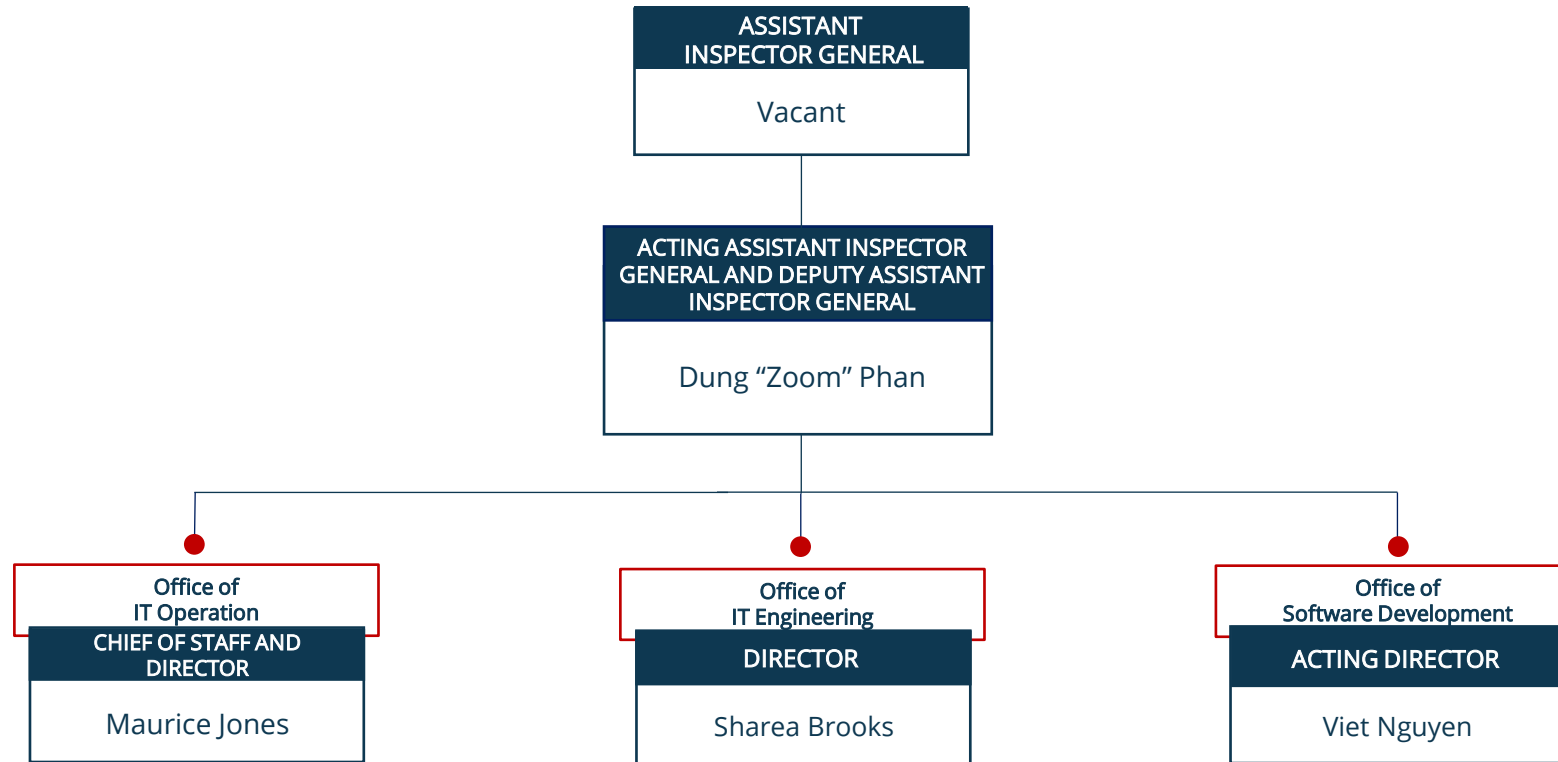 ASSISTANT
INSPECTOR GENERAL
Vacant
ACTING ASSISTANT INSPECTOR
GENERAL AND DEPUTY ASSISTANT
INSPECTOR GENERAL
Dung “Zoom” Phan
Office of
IT Operation
CHIEF OF STAFF AND
DIRECTOR
Maurice Jones
Office of
IT Engineering
DIRECTOR
Sharea Brooks
Office of
Software Development
ACTING DIRECTOR
Viet Nguyen